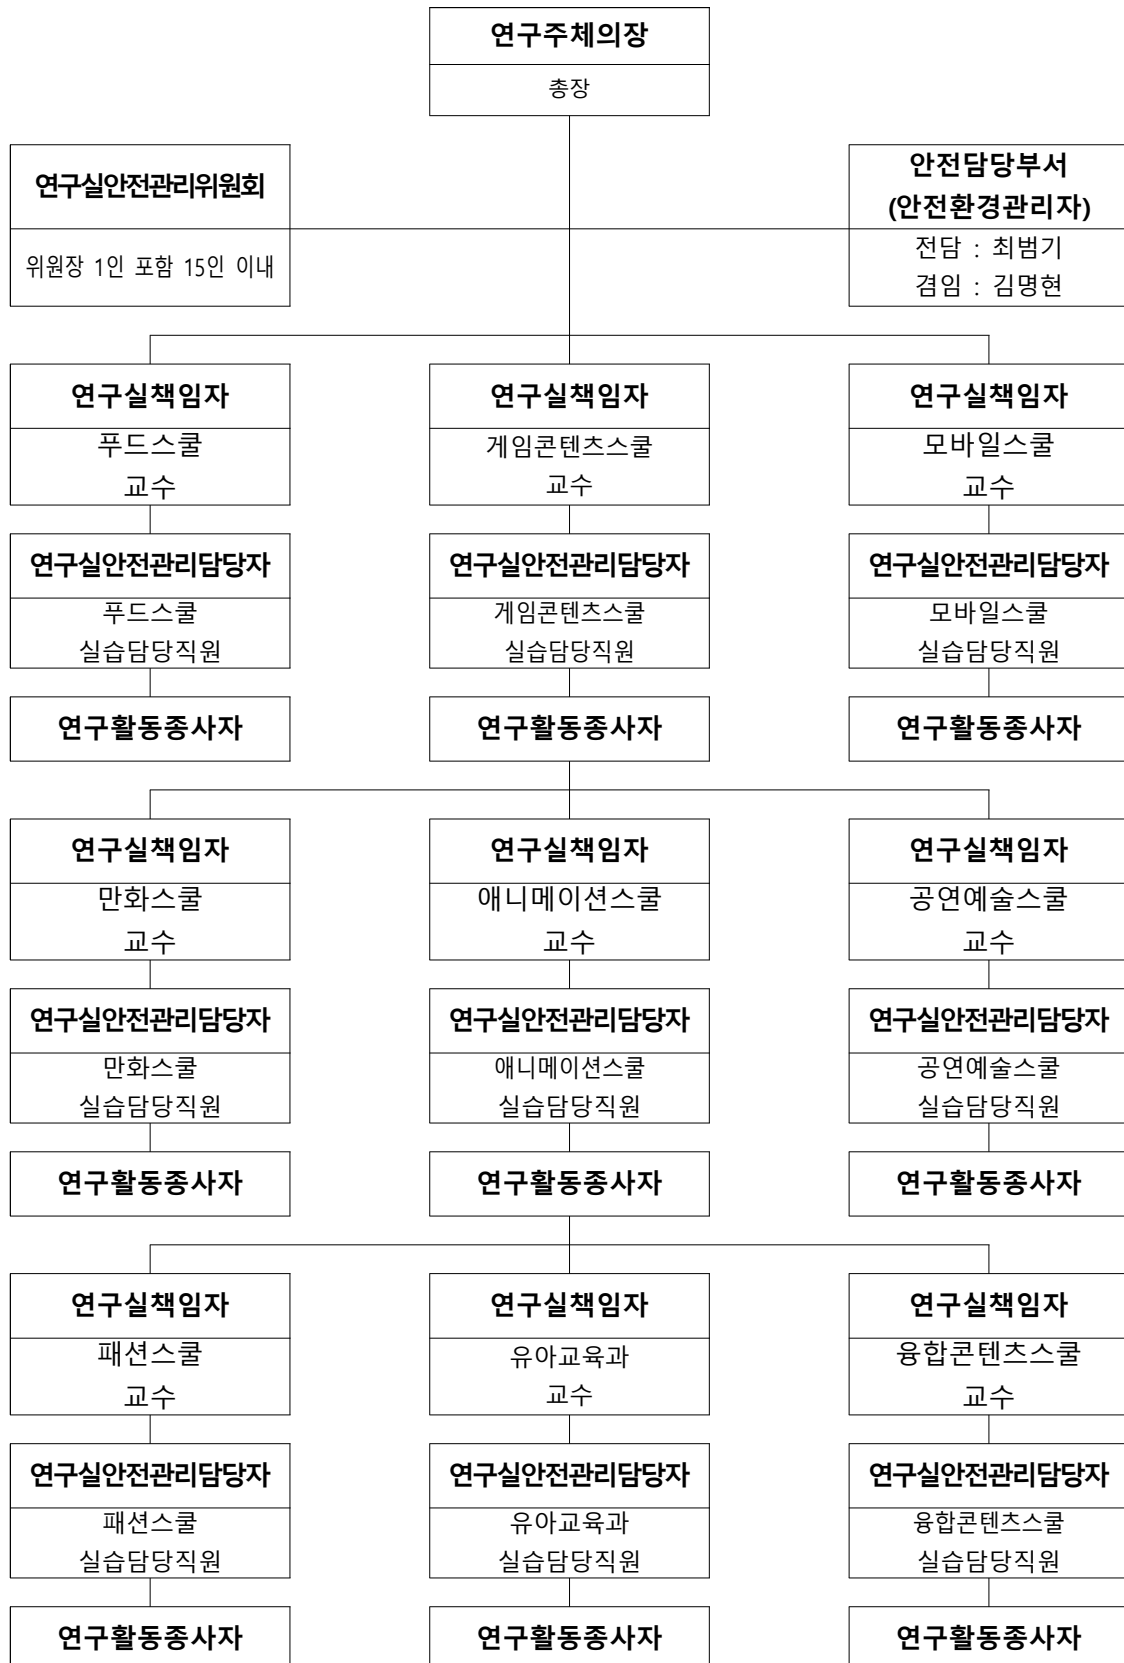 연구주체의장
총장
연구실안전관리위원회
위원장 1인 포함 15인 이내
안전담당부서
(안전환경관리자)
전담 : 최범기
겸임 : 김명현
연구실책임자
푸드스쿨
교수
연구실책임자
게임콘텐츠스쿨
교수
연구실책임자
모바일스쿨
교수
연구실안전관리담당자
푸드스쿨
실습담당직원
연구실안전관리담당자
게임콘텐츠스쿨
실습담당직원
연구실안전관리담당자
모바일스쿨
실습담당직원
연구활동종사자
연구활동종사자
연구활동종사자
연구실책임자
만화스쿨
교수
연구실책임자
애니메이션스쿨
교수
연구실책임자
공연예술스쿨
교수
연구실안전관리담당자
만화스쿨
실습담당직원
연구실안전관리담당자
애니메이션스쿨
실습담당직원
연구실안전관리담당자
공연예술스쿨
실습담당직원
연구활동종사자
연구활동종사자
연구활동종사자
연구실책임자
패션스쿨
교수
연구실책임자
유아교육과
교수
연구실책임자
융합콘텐츠스쿨
교수
연구실안전관리담당자
패션스쿨
실습담당직원
연구실안전관리담당자
유아교육과
실습담당직원
연구실안전관리담당자
융합콘텐츠스쿨
실습담당직원
연구활동종사자
연구활동종사자
연구활동종사자